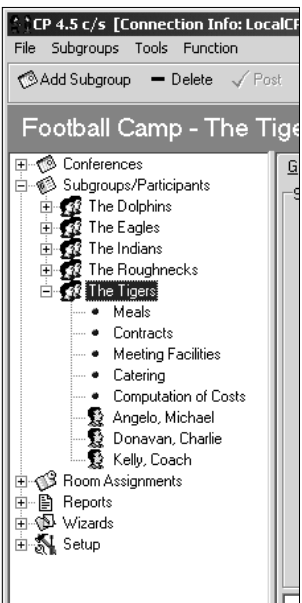 CP 4.5 c/s [Connection Info: LocalCP
File Subgroups Tools Function
Add Subgroup Delete Post
Football Camp - The Tige
Conferences
Subgroups/Participants
The Dolphins
The Eagles
The Indians
The Roughnecks
The Tigers
Meals
Contracts
Meeting Facilities
Catering
Computation of Costs
Angelo, Michael
Donavan, Charlie
Kelly, Coach
Room Assignments
Reports
Wizards
Setup